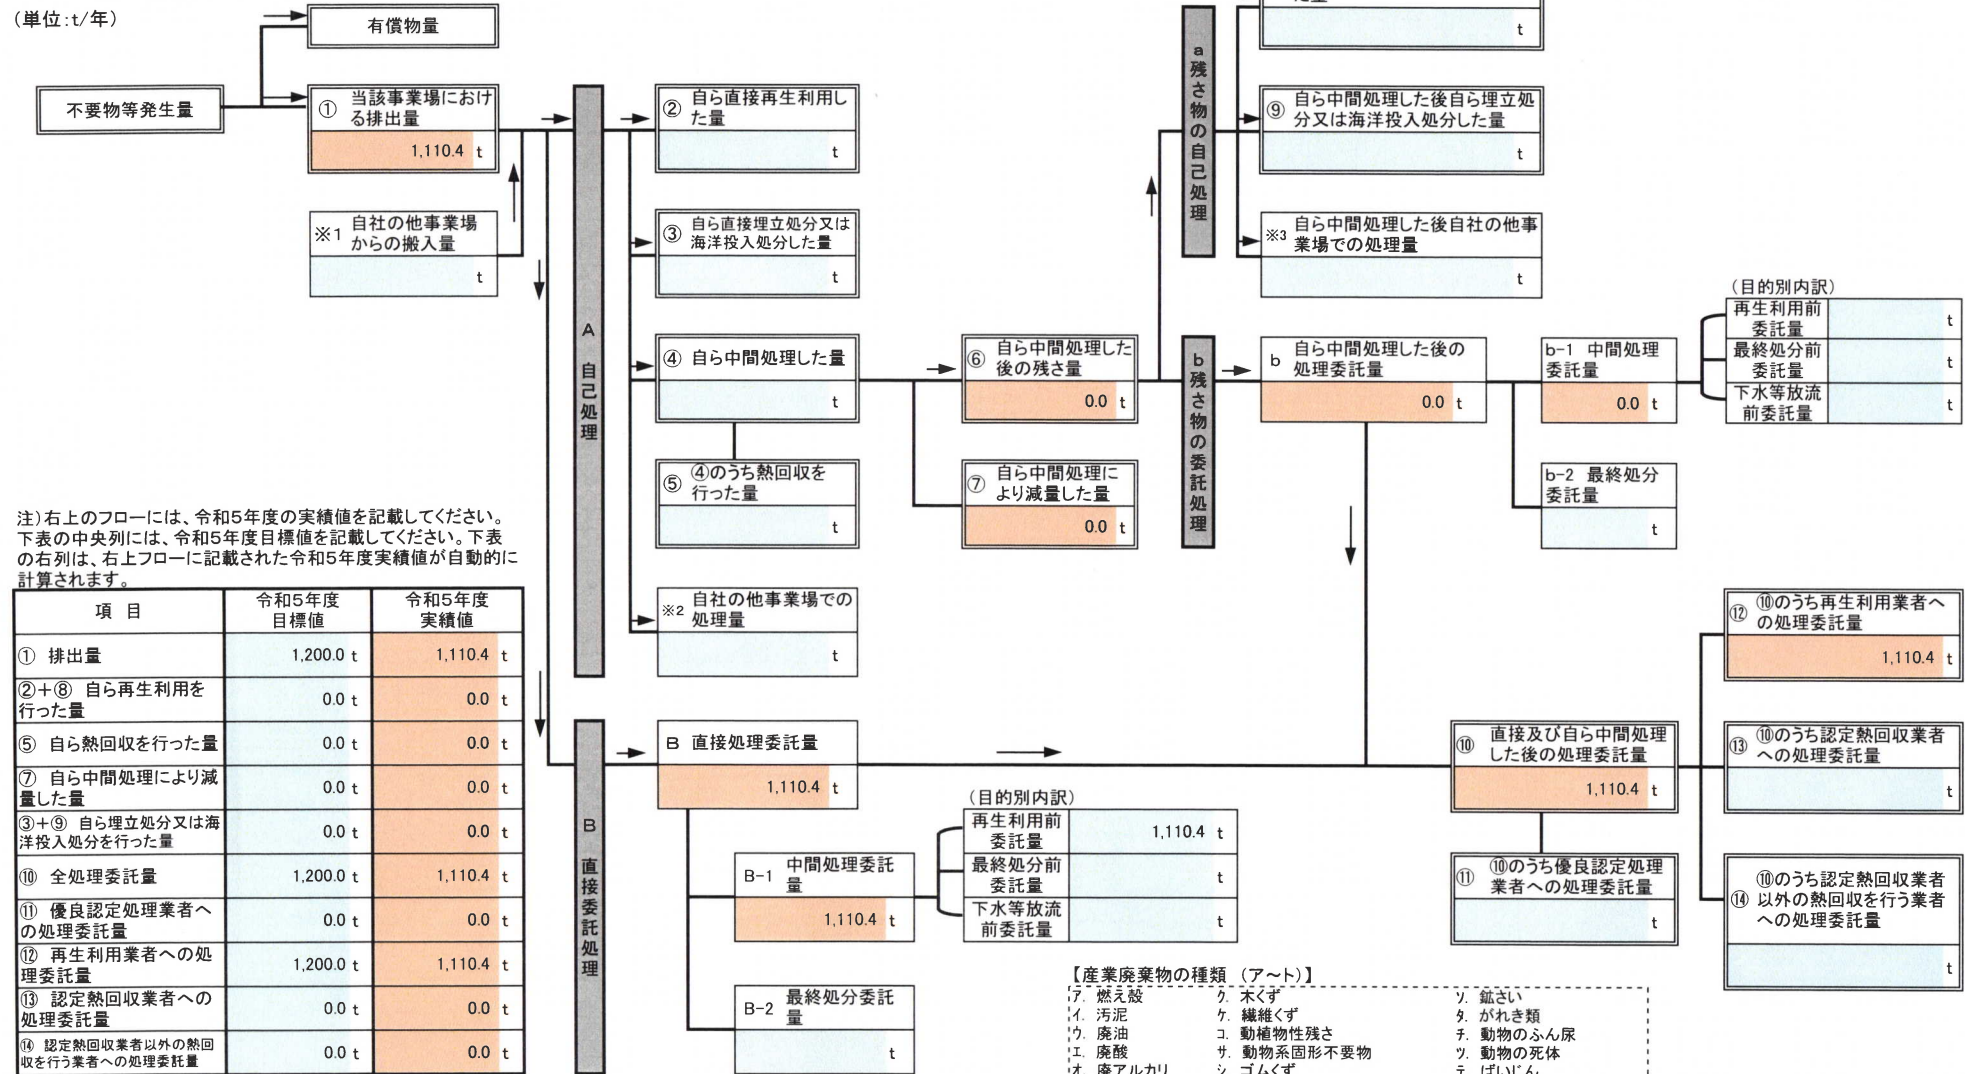 (単位:t/年)
有償物量
不要物等発生量
① 当該事業場におけ
る排出量
1,110.4 t
※1 自社の他事業場
からの搬入量
t
A 自己処理
② 自ら直接再生利用し
た量
t
③ 自ら直接埋立処分又は
海洋投入処分した量
t
④ 自ら中間処理した量
t
⑤ ④のうち熱回収を
行った量
t
※2 自社の他事業場での
処理量
t
⑥ 自ら中間処理した
後の残さ量
0.0 t
⑦ 自ら中間処理に
より減量した量
0.0 t
a 残さ物の自己処理
t
⑨ 自ら中間処理した後自ら埋立処
分又は海洋投入処分した量
t
※3 自ら中間処理した後自社の他事
業場での処理量
t
b 残さ物の委託処理
b 自ら中間処理した後の
処理委託量
0.0 t
b-1 中間処理
委託量
0.0 t
(目的別内訳)
再生利用前
委託量 t
最終処分前
委託量 t
下水等放流
前委託量 t
b-2 最終処分
委託量
t
注)右上のフローには、令和5年度の実績値を記載してください。
下表の中央列には、令和5年度目標値を記載してください。下表
の右列は、右上フローに記載された令和5年度実績値が自動的に
計算されます。
項 目 令和5年度 目標値 令和5年度 実績値
① 排出量 1,200.0 t 1,110.4 t
②+⑧ 自ら再生利用を
行った量 0.0 t 0.0 t
⑤ 自ら熱回収を行った量 0.0 t 0.0 t
⑦ 自ら中間処理により減
量した量 0.0 t 0.0 t
③+⑨ 自ら埋立処分又は海
洋投入処分を行った量 0.0 t 0.0 t
⑩ 全処理委託量 1,200.0 t 1,110.4 t
⑪ 優良認定処理業者へ
の処理委託量 0.0 t 0.0 t
⑫ 再生利用業者への処
理委託量 1,200.0 t 1,110.4 t
⑬ 認定熱回収業者への
処理委託量 0.0 t 0.0 t
⑭ 認定熱回収業者以外の熱回
収を行う業者への処理委託量 0.0 t 0.0 t
B 直接委託処理
B 直接処理委託量
1,110.4 t
B-1 中間処理委託
量
1,110.4 t
(目的別内訳)
再生利用前
委託量 1,110.4 t
最終処分前
委託量 t
下水等放流
前委託量 t
B-2 最終処分委託
量
t
⑩ 直接及び自ら中間処理
した後の処理委託量
1,110.4 t
⑪ ⑩のうち優良認定処理
業者への処理委託量
t
⑫ ⑩のうち再生利用業者へ
の処理委託量
1,110.4 t
⑬ ⑩のうち認定熱回収業者
への処理委託量
t
⑭ ⑩のうち認定熱回収業者
以外の熱回収を行う業者
への処理委託量
t
【産業廃棄物の種類 (ア~ト)】
ア. 燃え殻 ク. 木くず ソ. 鉱さい
イ. 汚泥 ケ. 繊維くず タ. がれき類
ウ. 廃油 コ. 動植物性残さ チ. 動物のふん尿
エ. 廃酸 サ. 動物系固形不要物 ツ. 動物の死体
オ. 廃アルカリ シ. ゴムくず テ. ばいじん